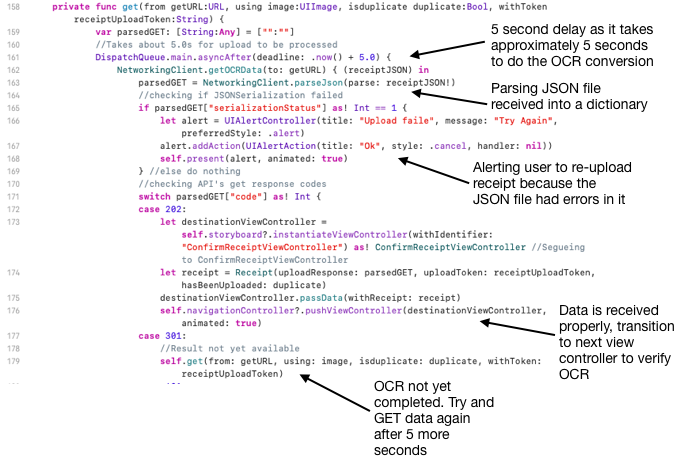 158 private func get(from getURL:URL, using image:UIImage, isduplicate duplicate:Bool, withToken
receiptUploadToken:String) {
159 var parsedGET: [String:Any] = ["":""]
160 //Takes about 5.0s for upload to be processed
161 DispatchQueue.main.asyncAfter(deadline: .now() + 5.0) {
162 NetworkingClient.getOCRData(to: getURL) { (receiptJSON) in
163 parsedGET = NetworkingClient.parseJson(parse: receiptJSON!)
164 //checking if JSONSerialization failed
165 if parsedGET["serializationStatus"] as! Int == 1 {
166 let alert = UIAlertController(title: "Upload faile", message: "Try Again",
preferredStyle: .alert)
167 alert.addAction(UIAlertAction(title: "Ok", style: .cancel, handler: nil))
168 self.present(alert, animated: true)
169 } //else do nothing
170 //checking API's get response codes
171 switch parsedGET["code"] as! Int {
172 case 202:
173 let destinationViewController =
self.storyboard?.instantiateViewController(withIdentifier:
"ConfirmReceiptViewController") as! ConfirmReceiptViewController //Segueing
to ConfirmReceiptViewController
174 let receipt = Receipt(uploadResponse: parsedGET, uploadToken: receiptUploadToken,
hasBeenUploaded: duplicate)
175 destinationViewController.passData(withReceipt: receipt)
176 self.navigationController?.pushViewController(destinationViewController,
animated: true)
177 case 301:
178 //Result not yet available
179 self.get(from: getURL, using: image, isduplicate: duplicate, withToken:
receiptUploadToken)
5 second delay as it takes
approximately 5 seconds
to do the OCR conversion
Parsing JSON file
received into a dictionary
Alerting user to re-upload
receipt because the
JSON file had errors in it
Data is received
properly, transition
to next view
controller to verify
OCR
OCR not yet
completed. Try and
GET data again
after 5 more
seconds